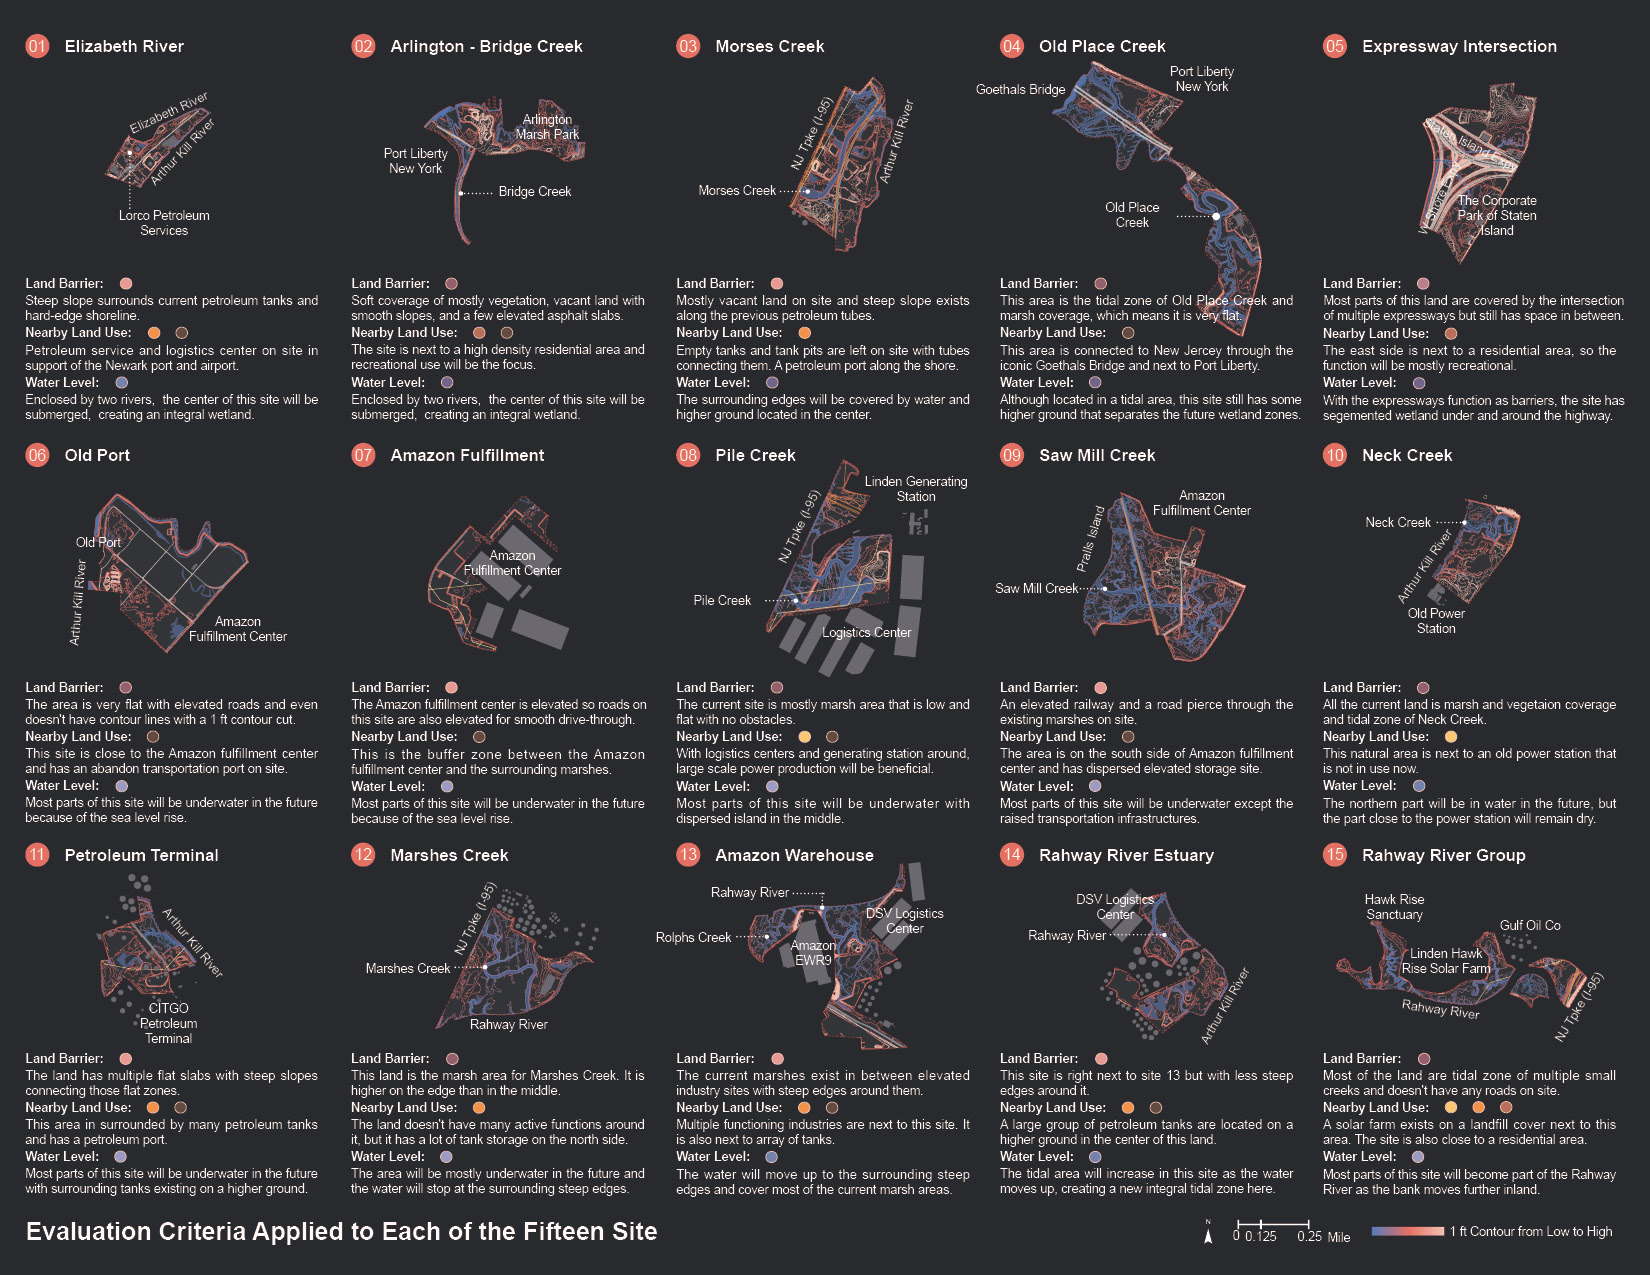 01 Elizabeth River
Elizabeth River
Arthur Kill River
Lorco Petroleum
Services
Land Barrier:
Steep slope surrounds current petroleum tanks and
hard-edge shoreline.
Nearby Land Use:
Petroleum service and logistics center on site in
support of the Newark port and airport.
Water Level:
Enclosed by two rivers, the center of this site will be
submerged, creating an integral wetland.
02 Arlington - Bridge Creek
Arlington
Marsh Park
Port Liberty
New York
Bridge Creek
Land Barrier:
Soft coverage of mostly vegetation, vacant land with
smooth slopes, and a few elevated asphalt slabs.
Nearby Land Use:
The site is next to a high density residential area and
recreational use will be the focus.
Water Level:
Enclosed by two rivers, the center of this site will be
submerged, creating an integral wetland.
03 Morses Creek
NJ Tpke (I-95)
Arthur Kill River
Morses Creek
Land Barrier:
Mostly vacant land on site and steep slope exists
along the previous petroleum tubes.
Nearby Land Use:
Empty tanks and tank pits are left on site with tubes
connecting them. A petroleum port along the shore.
Water Level:
The surrounding edges will be covered by water and
higher ground located in the center.
04 Old Place Creek
Port Liberty
New York
Goethals Bridge
Old Place
Creek
Land Barrier:
This area is the tidal zone of Old Place Creek and
marsh coverage, which means it is very flat.
Nearby Land Use:
This area is connected to New Jercey through the
iconic Goethals Bridge and next to Port Liberty.
Water Level:
Although located in a tidal area, this site still has some
higher ground that separates the future wetland zones.
05 Expressway Intersection
Staten Island Expy
W Shore Expy
The Corporate
Park of Staten
Island
Land Barrier:
Most parts of this land are covered by the intersection
of multiple expressways but still has space in between.
Nearby Land Use:
The east side is next to a residential area, so the
function will be mostly recreational.
Water Level:
With the expressways function as barriers, the site has
segemented wetland under and around the highway.
06 Old Port
Old Port
Arthur Kill River
Amazon
Fulfillment Center
Land Barrier:
The area is very flat with elevated roads and even
doesn't have contour lines with a 1 ft contour cut.
Nearby Land Use:
This site is close to the Amazon fulfillment center
and has an abandon transportation port on site.
Water Level:
Most parts of this site will be underwater in the future
because of the sea level rise.
07 Amazon Fulfillment
Amazon
Fulfillment Center
Land Barrier:
The Amazon fulfillment center is elevated so roads on
this site are also elevated for smooth drive-through.
Nearby Land Use:
This is the buffer zone between the Amazon
fulfillment center and the surrounding marshes.
Water Level:
Most parts of this site will be underwater in the future
because of the sea level rise.
08 Pile Creek
Linden Generating
Station
NJ Tpke (I-95)
Pile Creek
Logistics Center
Land Barrier:
The current site is mostly marsh area that is low and
flat with no obstacles.
Nearby Land Use:
With logistics centers and generating station around,
large scale power production will be beneficial.
Water Level:
Most parts of this site will be underwater with
dispersed island in the middle.
09 Saw Mill Creek
Amazon
Fulfillment Center
Pralls Island
Saw Mill Creek
Land Barrier:
An elevated railway and a road pierce through the
existing marshes on site.
Nearby Land Use:
The area is on the south side of Amazon fulfillment
center and has dispersed elevated storage site.
Water Level:
Most parts of this site will be underwater except the
raised transportation infrastructures.
10 Neck Creek
Neck Creek
Arthur Kill River
Old Power
Station
Land Barrier:
All the current land is marsh and vegetaion coverage
and tidal zone of Neck Creek.
Nearby Land Use:
This natural area is next to an old power station that
is not in use now.
Water Level:
The northern part will be in water in the future, but
the part close to the power station will remain dry.
11 Petroleum Terminal
Arthur Kill River
CITGO
Petroleum
Terminal
Land Barrier:
The land has multiple flat slabs with steep slopes
connecting those flat zones.
Nearby Land Use:
This area in surrounded by many petroleum tanks
and has a petroleum port.
Water Level:
Most parts of this site will be underwater in the future
with surrounding tanks existing on a higher ground.
12 Marshes Creek
NJ Tpke (I-95)
Marshes Creek
Rahway River
Land Barrier:
This land is the marsh area for Marshes Creek. It is
higher on the edge than in the middle.
Nearby Land Use:
The land doesn't have many active functions around
it, but it has a lot of tank storage on the north side.
Water Level:
The area will be mostly underwater in the future and
the water will stop at the surrounding steep edges.
13 Amazon Warehouse
Rahway River
DSV Logistics
Center
Rolphs Creek
Amazon
EWR9
Land Barrier:
The current marshes exist in between elevated
industry sites with steep edges around them.
Nearby Land Use:
Multiple functioning industries are next to this site. It
is also next to array of tanks.
Water Level:
The water will move up to the surrounding steep
edges and cover most of the current marsh areas.
14 Rahway River Estuary
DSV Logistics
Center
Rahway River
Arthur Kill River
Land Barrier:
This site is right next to site 13 but with less steep
edges around it.
Nearby Land Use:
A large group of petroleum tanks are located on a
higher ground in the center of this land.
Water Level:
The tidal area will increase in this site as the water
moves up, creating a new integral tidal zone here.
15 Rahway River Group
Hawk Rise
Sanctuary
Gulf Oil Co
Linden Hawk
Rise Solar Farm
Rahway River
NJ Tpke (I-95)
Land Barrier:
Most of the land are tidal zone of multiple small
creeks and doesn't have any roads on site.
Nearby Land Use:
A solar farm exists on a landfill cover next to this
area. The site is also close to a residential area.
Water Level:
Most parts of this site will become part of the Rahway
River as the bank moves further inland.
Evaluation Criteria Applied to Each of the Fifteen Site
N
0 0.125 0.25 Mile
1 ft Contour from Low to High